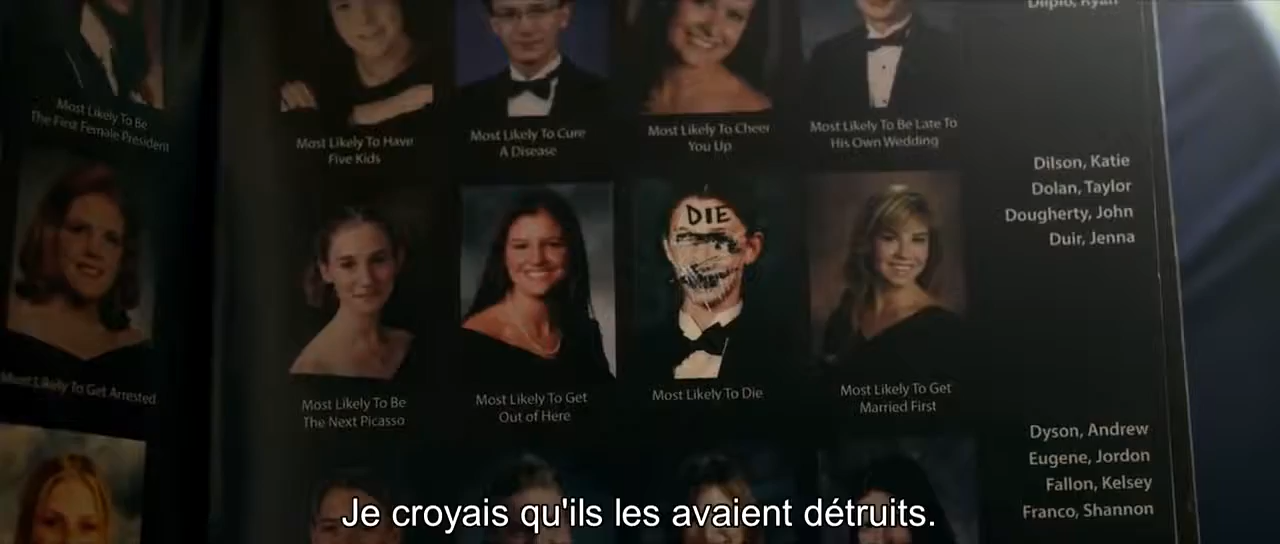 Dilplo, Ryan
Most Likely To Be
The First Female President
Most Likely To Have
Five Kids
Most Likely To Cure
A Disease
Most Likely To Cheer
You Up
Most Likely To Be Late To
His Own Wedding
Dilson, Katie
Dolan, Taylor
Dougherty, John
Duir, Jenna
DIE
Most Likely To Get Arrested
Most Likely To Be
The Next Picasso
Most Likely To Get
Out of Here
Most Likely To Die
Most Likely To Get
Married First
Dyson, Andrew
Eugene, Jordon
Fallon, Kelsey
Franco, Shannon
Je croyais qu'ils les avaient détruits.